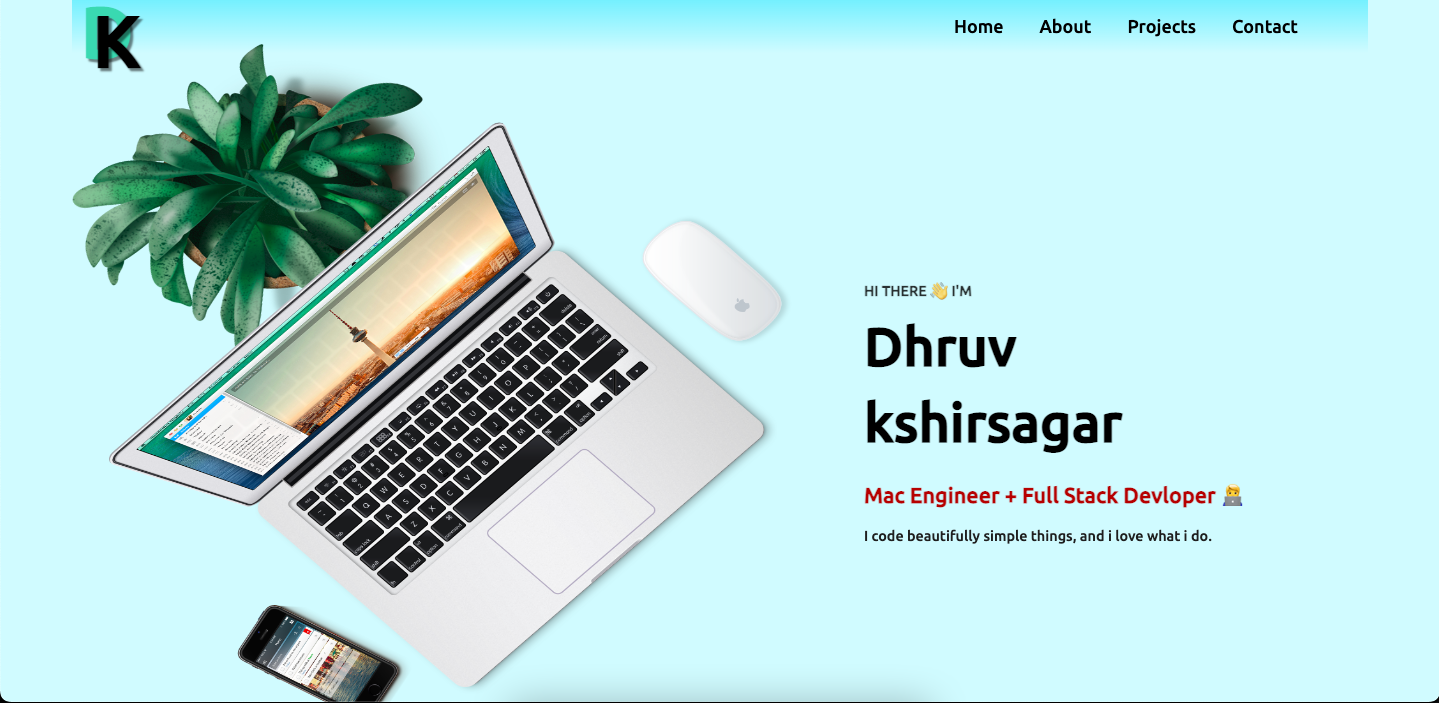 DK
Home About Projects Contact
HI THERE 👋 I'M
Dhruv
kshirsagar
Mac Engineer + Full Stack Devloper 👨‍💻
I code beautifully simple things, and i love what i do.